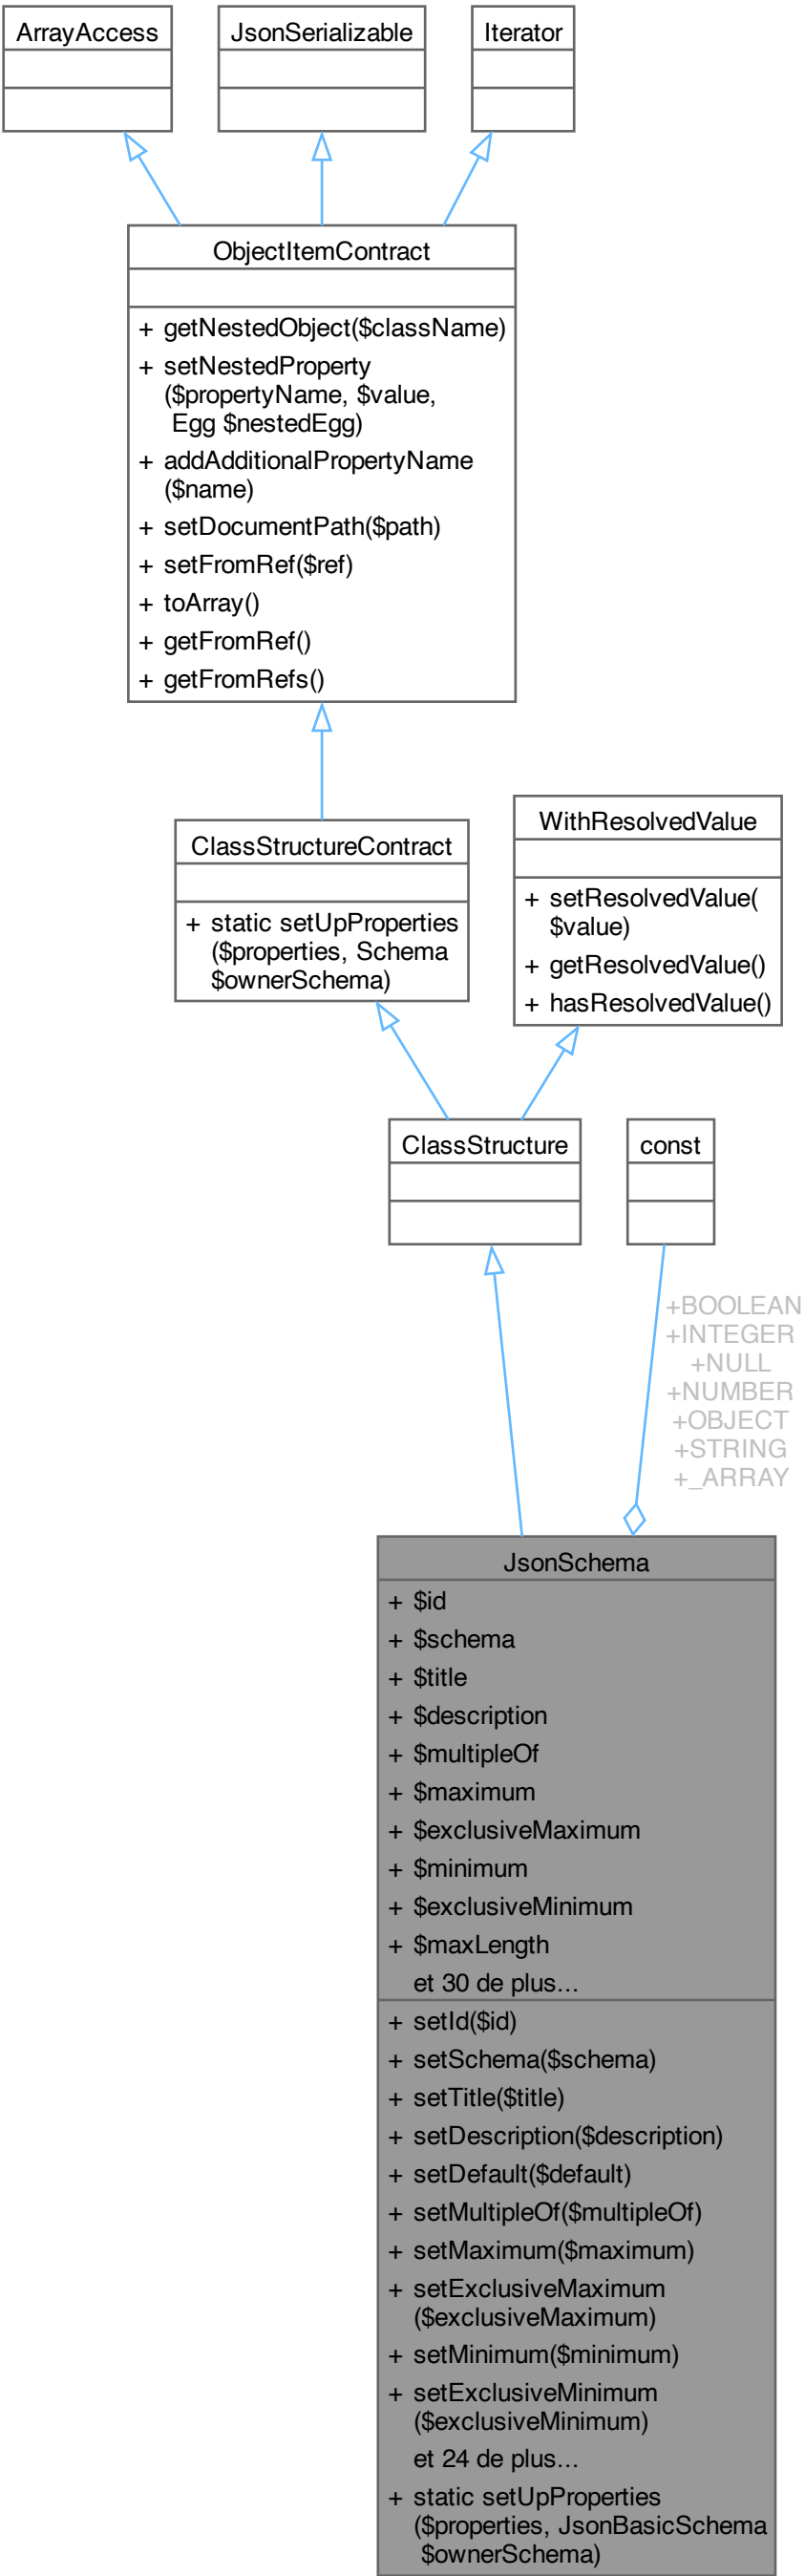 ArrayAccess
JsonSerializable
Iterator
ObjectItemContract
+ getNestedObject($className)
+ setNestedProperty
($propertyName, $value,
Egg $nestedEgg)
+ addAdditionalPropertyName
($name)
+ setDocumentPath($path)
+ setFromRef($ref)
+ toArray()
+ getFromRef()
+ getFromRefs()
ClassStructureContract
+ static setUpProperties
($properties, Schema
$ownerSchema)
WithResolvedValue
+ setResolvedValue(
$value)
+ getResolvedValue()
+ hasResolvedValue()
ClassStructure
const
+BOOLEAN
+INTEGER
+NULL
+NUMBER
+OBJECT
+STRING
+_ARRAY
JsonSchema
+ $id
+ $schema
+ $title
+ $description
+ $multipleOf
+ $maximum
+ $exclusiveMaximum
+ $minimum
+ $exclusiveMinimum
+ $maxLength
et 30 de plus...
+ setId($id)
+ setSchema($schema)
+ setTitle($title)
+ setDescription($description)
+ setDefault($default)
+ setMultipleOf($multipleOf)
+ setMaximum($maximum)
+ setExclusiveMaximum
($exclusiveMaximum)
+ setMinimum($minimum)
+ setExclusiveMinimum
($exclusiveMinimum)
et 24 de plus...
+ static setUpProperties
($properties, JsonBasicSchema
$ownerSchema)